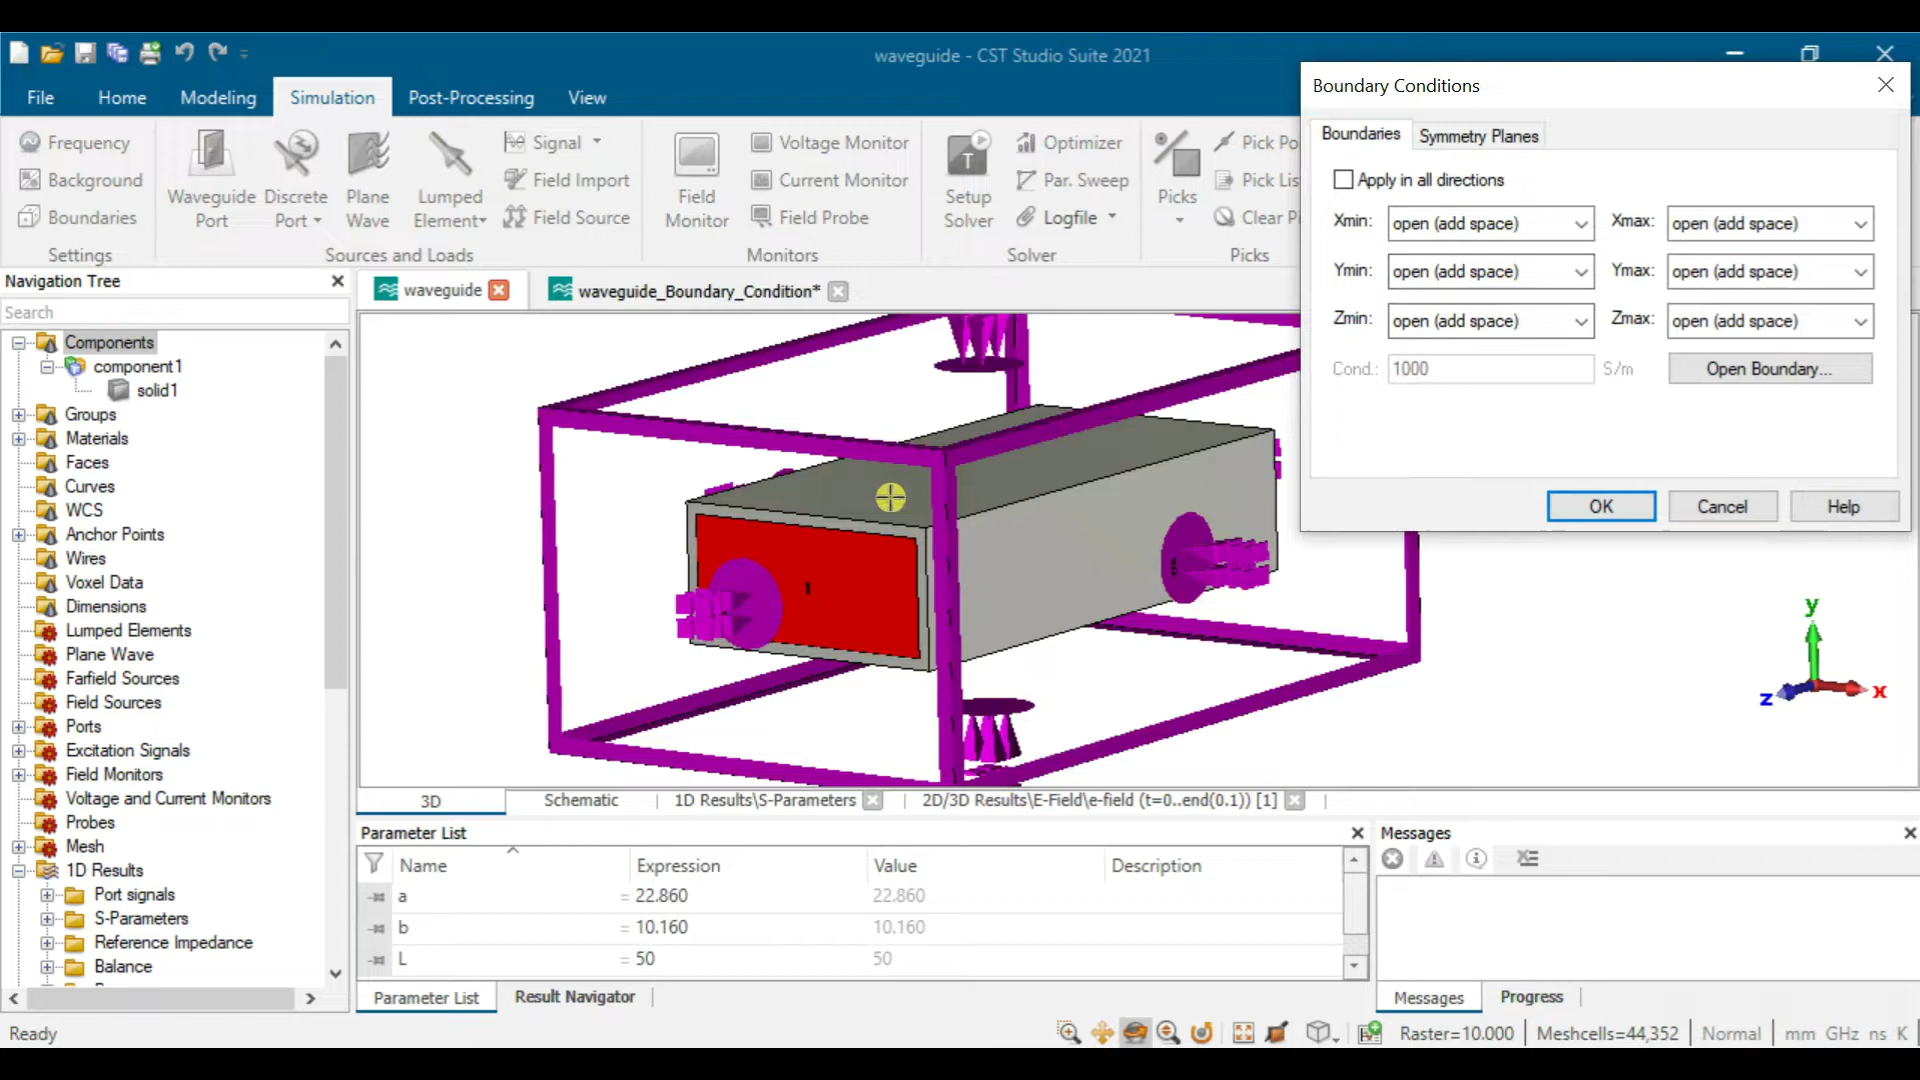 waveguide - CST Studio Suite 2021
File Home Modeling Simulation Post-Processing View
Frequency
Background
Boundaries
Settings
Waveguide Port
Discrete Port
Plane Wave
Lumped Element
Signal
Field Import
Field Source
Sources and Loads
Field Monitor
Voltage Monitor
Current Monitor
Field Probe
Monitors
Setup Solver
Optimizer
Par. Sweep
Logfile
Solver
Picks
Pick Po
Pick Lis
Clear P
Picks
Boundary Conditions
Boundaries Symmetry Planes
Apply in all directions
Xmin: open (add space) Xmax: open (add space)
Ymin: open (add space) Ymax: open (add space)
Zmin: open (add space) Zmax: open (add space)
Cond.: 1000 S/m Open Boundary...
OK Cancel Help
Navigation Tree
Search
Components
component1
solid1
Groups
Materials
Faces
Curves
WCS
Anchor Points
Wires
Voxel Data
Dimensions
Lumped Elements
Plane Wave
Farfield Sources
Field Sources
Ports
Excitation Signals
Field Monitors
Voltage and Current Monitors
Probes
Mesh
1D Results
Port signals
S-Parameters
Reference Impedance
Balance
waveguide waveguide_Boundary_Condition*
1
y
x
z
3D Schematic 1D Results\S-Parameters 2D/3D Results\E-Field\e-field (t=0..end(0.1)) [1]
Parameter List
Name Expression Value Description
a = 22.860 22.860
b = 10.160 10.160
L = 50 50
Parameter List Result Navigator
Messages
Messages Progress
Ready
Raster=10.000 Meshcells=44,352 Normal mm GHz ns K